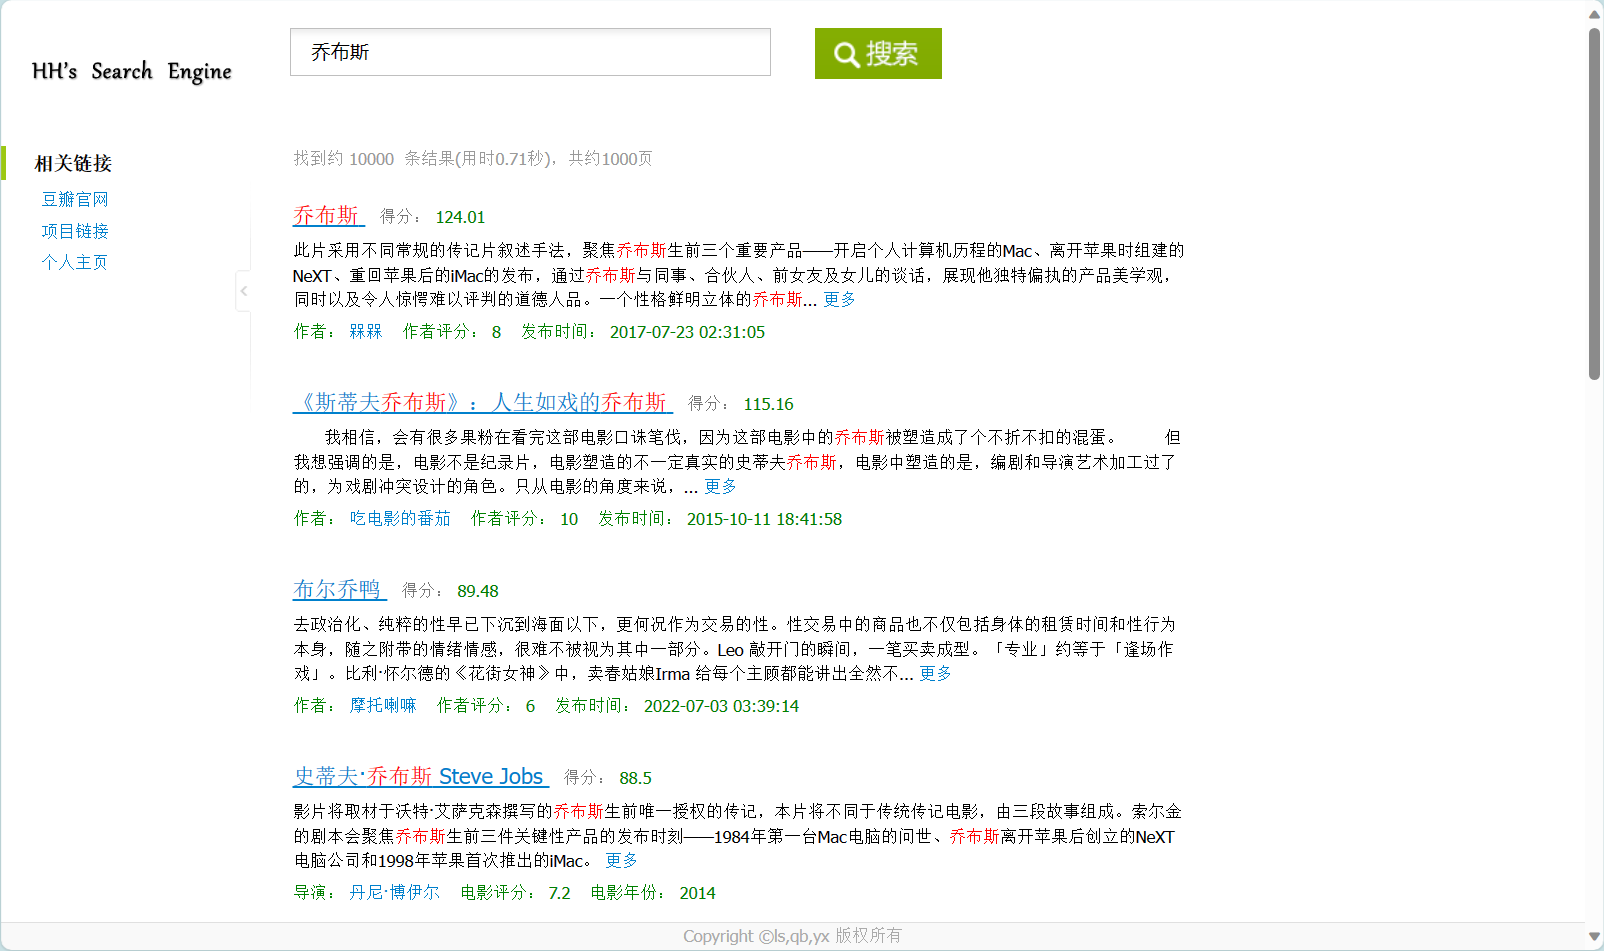 HH's Search Engine
乔布斯
搜索
相关链接
豆瓣官网
项目链接
个人主页
找到约 10000 条结果(用时0.71秒)，共约1000页
乔布斯 得分： 124.01
此片采用不同常规的传记片叙述手法，聚焦乔布斯生前三个重要产品——开启个人计算机历程的Mac、离开苹果时组建的
NeXT、重回苹果后的iMac的发布，通过乔布斯与同事、合伙人、前女友及女儿的谈话，展现他独特偏执的产品美学观，
同时以及令人惊愕难以评判的道德人品。一个性格鲜明立体的乔布斯... 更多
作者： 槑槑 作者评分： 8 发布时间： 2017-07-23 02:31:05
《斯蒂夫乔布斯》：人生如戏的乔布斯 得分： 115.16
我相信，会有很多果粉在看完这部电影口诛笔伐，因为这部电影中的乔布斯被塑造成了个不折不扣的混蛋。 但
我想强调的是，电影不是纪录片，电影塑造的不一定真实的史蒂夫乔布斯，电影中塑造的是，编剧和导演艺术加工过了
的，为戏剧冲突设计的角色。只从电影的角度来说，... 更多
作者： 吃电影的番茄 作者评分： 10 发布时间： 2015-10-11 18:41:58
布尔乔鸭 得分： 89.48
去政治化、纯粹的性早已下沉到海面以下，更何况作为交易的性。性交易中的商品也不仅包括身体的租赁时间和性行为
本身，随之附带的情绪情感，很难不被视为其中一部分。Leo 敲开门的瞬间，一笔买卖成型。「专业」约等于「逢场作
戏」。比利·怀尔德的《花街女神》中，卖春姑娘Irma 给每个主顾都能讲出全然不... 更多
作者： 摩托喇嘛 作者评分： 6 发布时间： 2022-07-03 03:39:14
史蒂夫·乔布斯 Steve Jobs 得分： 88.5
影片将取材于沃特·艾萨克森撰写的乔布斯生前唯一授权的传记，本片将不同于传统传记电影，由三段故事组成。索尔金
的剧本会聚焦乔布斯生前三件关键性产品的发布时刻——1984年第一台Mac电脑的问世、乔布斯离开苹果后创立的NeXT
电脑公司和1998年苹果首次推出的iMac。 更多
导演： 丹尼·博伊尔 电影评分： 7.2 电影年份： 2014
Copyright ©ls,qb,yx 版权所有